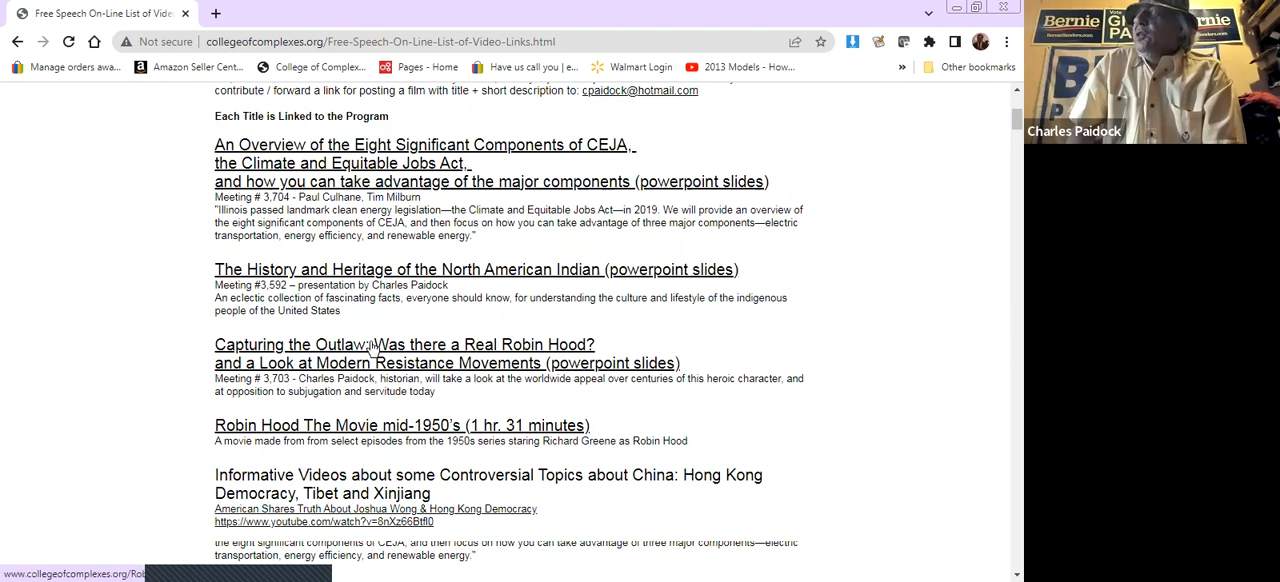 Free Speech On-Line List of Vide
Not secure
collegeofcomplexes.org/Free-Speech-On-Line-List-of-Video-Links.html
Manage orders awa...
Amazon Seller Cent...
College of Comple...
Pages - Home
Have us call you | e...
Walmart Login
2013 Models - How...
»
Other bookmarks
contribute / forward a link for posting a film with title + short description to: cpaidock@hotmail.com
Each Title is Linked to the Program
An Overview of the Eight Significant Components of CEJA,
the Climate and Equitable Jobs Act,
and how you can take advantage of the major components (powerpoint slides)
Meeting # 3,704 - Paul Culhane, Tim Milburn
"Illinois passed landmark clean energy legislation—the Climate and Equitable Jobs Act—in 2019. We will provide an overview of
the eight significant components of CEJA, and then focus on how you can take advantage of three major components—electric
transportation, energy efficiency, and renewable energy."
The History and Heritage of the North American Indian (powerpoint slides)
Meeting #3,592 – presentation by Charles Paidock
An eclectic collection of fascinating facts, everyone should know, for understanding the culture and lifestyle of the indigenous
people of the United States
Capturing the Outlaw: Was there a Real Robin Hood?
and a Look at Modern Resistance Movements (powerpoint slides)
Meeting # 3,703 - Charles Paidock, historian, will take a look at the worldwide appeal over centuries of this heroic character, and
at opposition to subjugation and servitude today
Robin Hood The Movie mid-1950's (1 hr. 31 minutes)
A movie made from from select episodes from the 1950s series staring Richard Greene as Robin Hood
Informative Videos about some Controversial Topics about China: Hong Kong
Democracy, Tibet and Xinjiang
American Shares Truth About Joshua Wong & Hong Kong Democracy
https://www.youtube.com/watch?v=8nXz66Btfl0
the eight significant components of CEJA, and then focus on how you can take advantage of three major components—electric
transportation, energy efficiency, and renewable energy."
www.collegeofcomplexes.org/Rob
Bernie
Vote
Charles Paidock